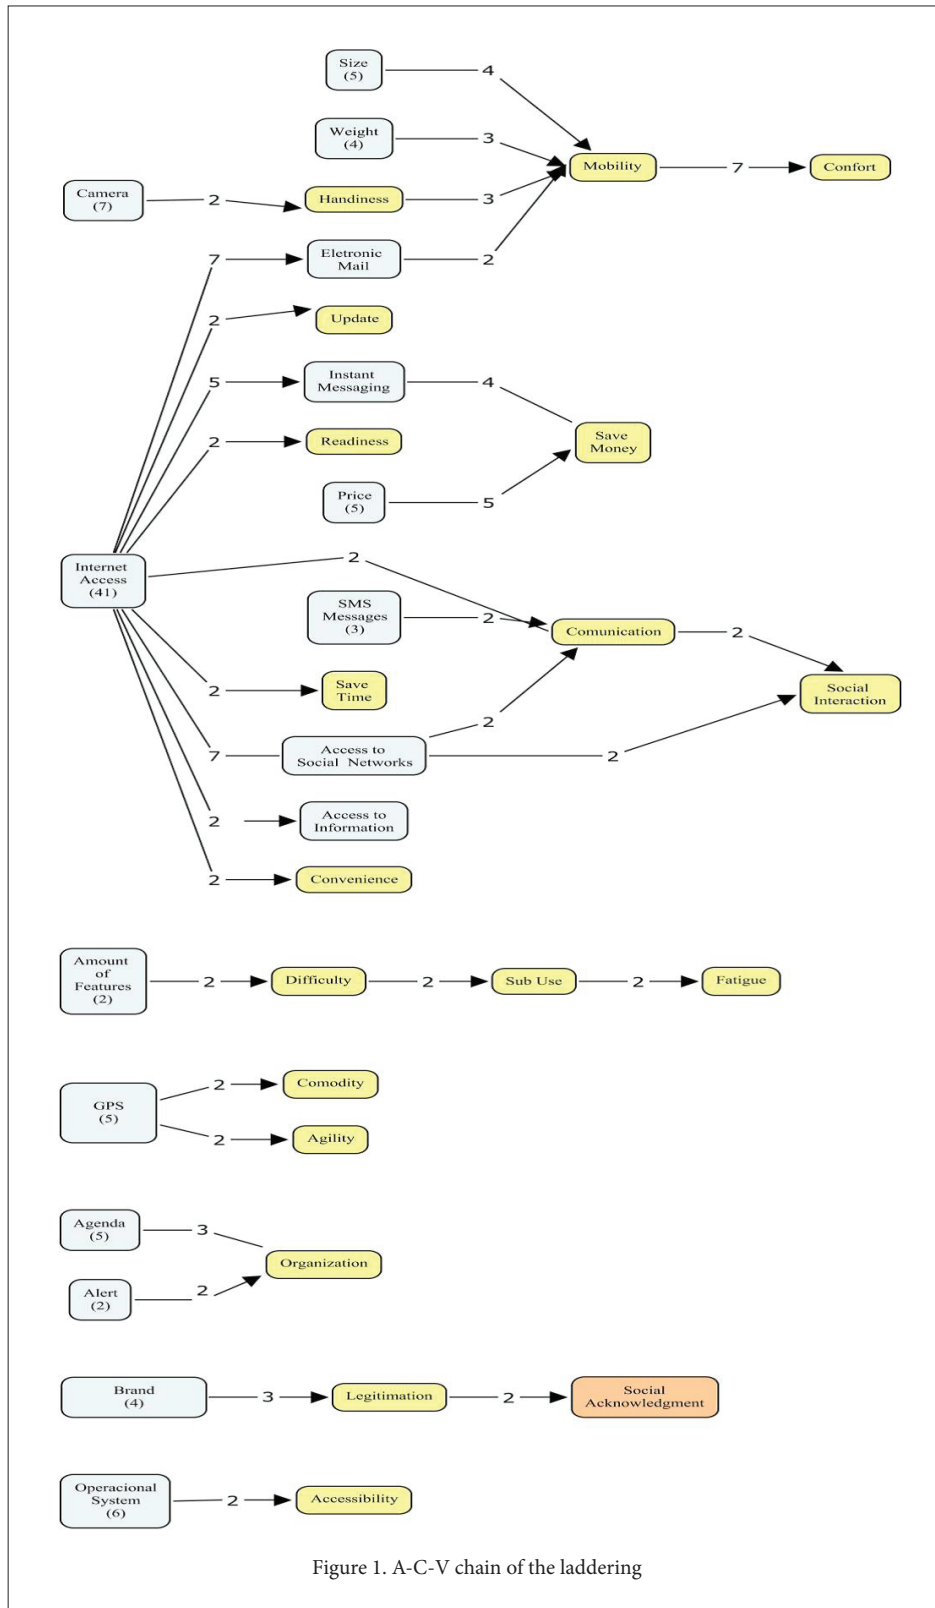 Size
(5)
4
Weight
(4)
3
Mobility
7
Confort
Camera
(7)
2
Handiness
3
7
Eletronic
Mail
2
2
Update
5
Instant
Messaging
4
2
Readiness
Save
Money
Price
(5)
5
Internet
Access
(41)
2
SMS
Messages
(3)
2
Comunication
2
2
Save
Time
Social
Interaction
2
7
Access to
Social Networks
2
2
Access to
Information
2
Convenience
Amount
of
Features
(2)
2
Difficulty
2
Sub Use
2
Fatigue
GPS
(5)
2
Comodity
2
Agility
Agenda
(5)
3
Organization
Alert
(2)
2
Brand
(4)
3
Legitimation
2
Social
Acknowledgment
Operacional
System
(6)
2
Accessibility
Figure 1. A-C-V chain of the laddering